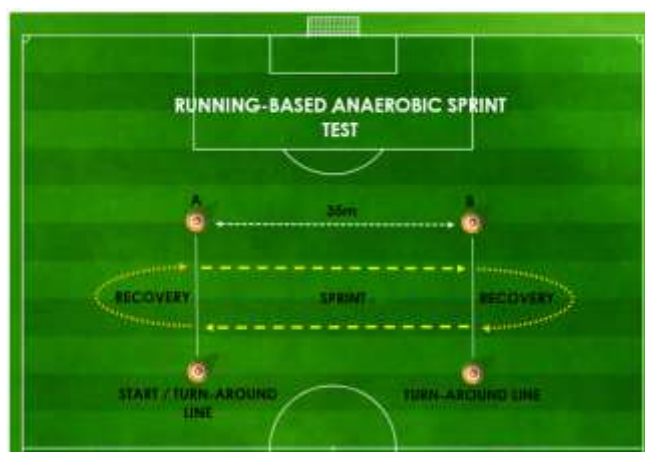 RUNNING-BASED ANAEROBIC SPRINT
TEST
A
B
35m
RECOVERY
SPRINT
RECOVERY
START / TURN-AROUND
LINE
TURN-AROUND LINE